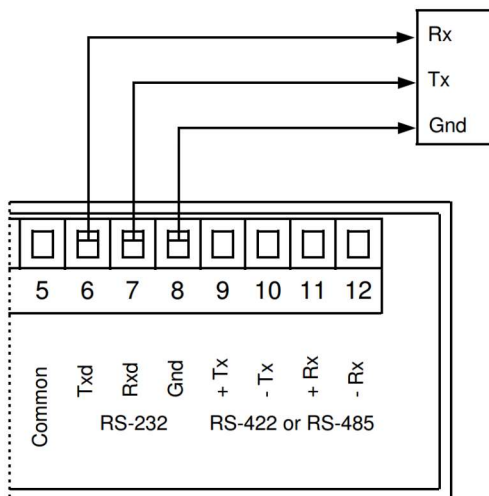 Rx
Tx
Gnd
5 6 7 8 9 10 11 12
Common
Txd
Rxd
Gnd
+ Tx
- Tx
+ Rx
- Rx
RS-232 RS-422 or RS-485